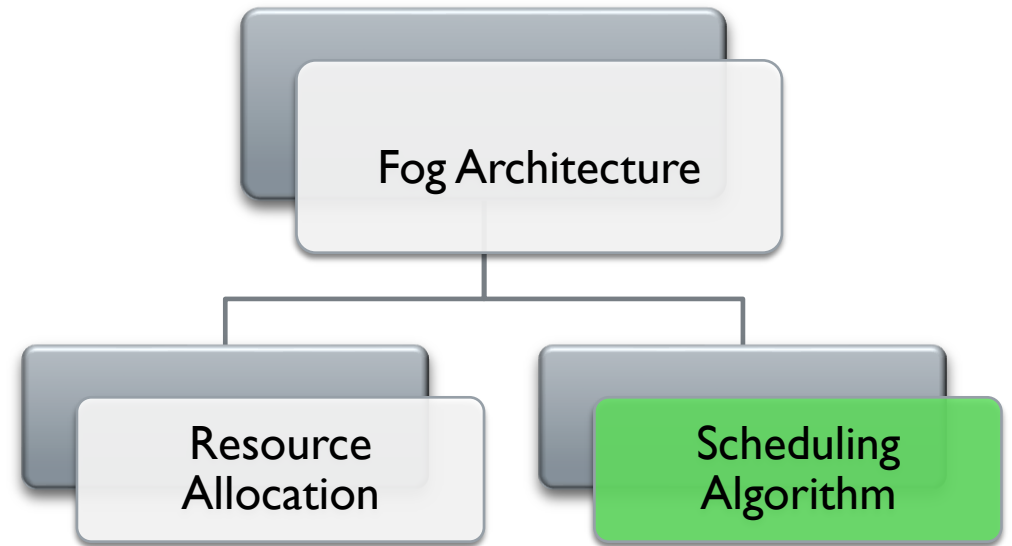 Fog Architecture
Resource
Allocation
Scheduling
Algorithm